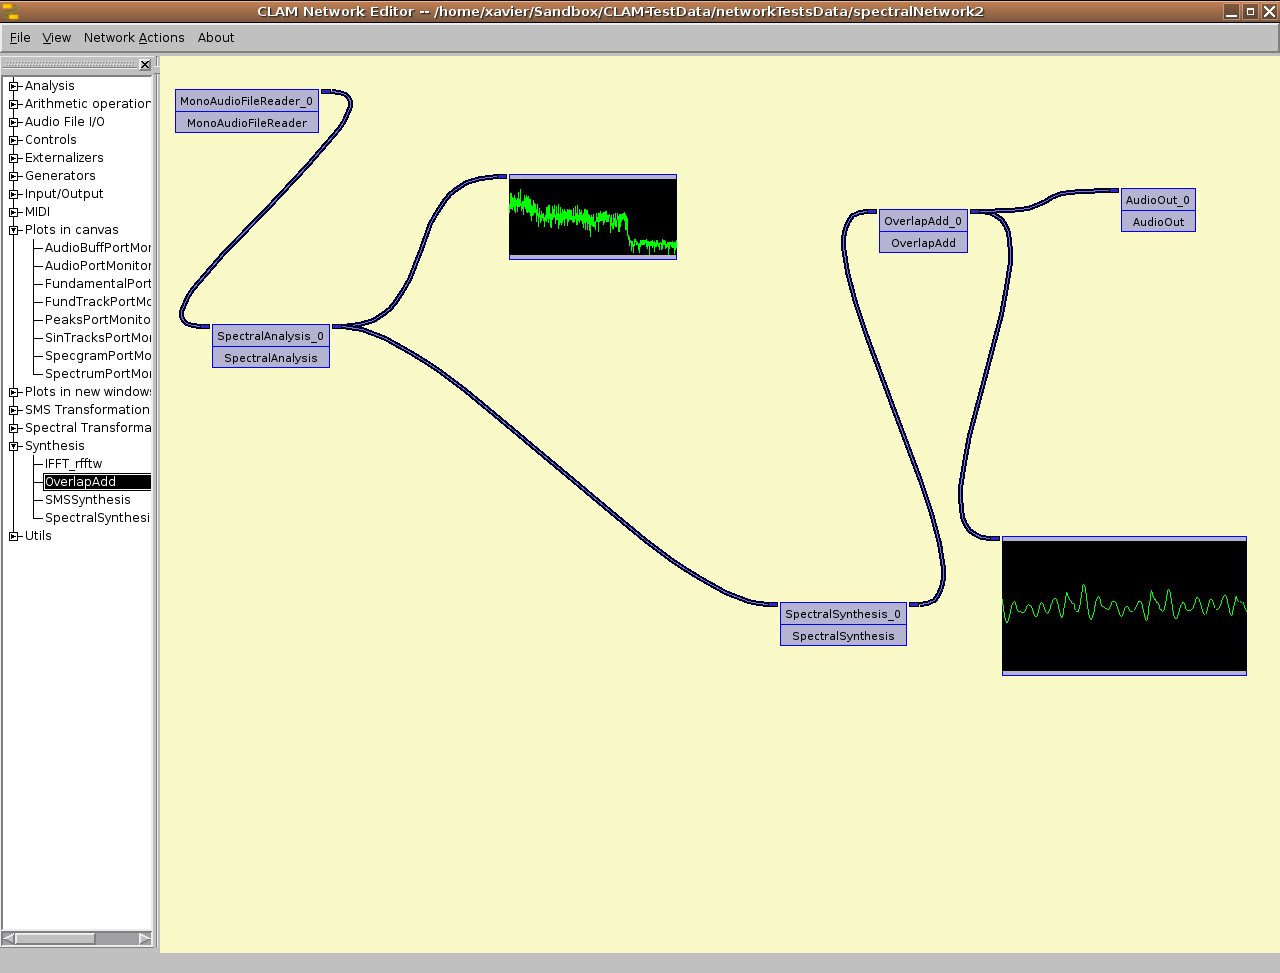 CLAM Network Editor -- /home/xavier/Sandbox/CLAM-TestData/networkTestsData/spectralNetwork2
File View Network Actions About
Analysis
Arithmetic operation
Audio File I/O
Controls
Externalizers
Generators
Input/Output
MIDI
Plots in canvas
AudioBuffPortMor
AudioPortMonitor
FundamentalPort
FundTrackPortMo
PeaksPortMonito
SinTracksPortMor
SpecgramPortMo
SpectrumPortMor
Plots in new window
SMS Transformation
Spectral Transforma
Synthesis
IFFT_rfftw
OverlapAdd
SMSSynthesis
SpectralSynthesi
Utils
MonoAudioFileReader_0
MonoAudioFileReader
SpectralAnalysis_0
SpectralAnalysis
OverlapAdd_0
OverlapAdd
AudioOut_0
AudioOut
SpectralSynthesis_0
SpectralSynthesis